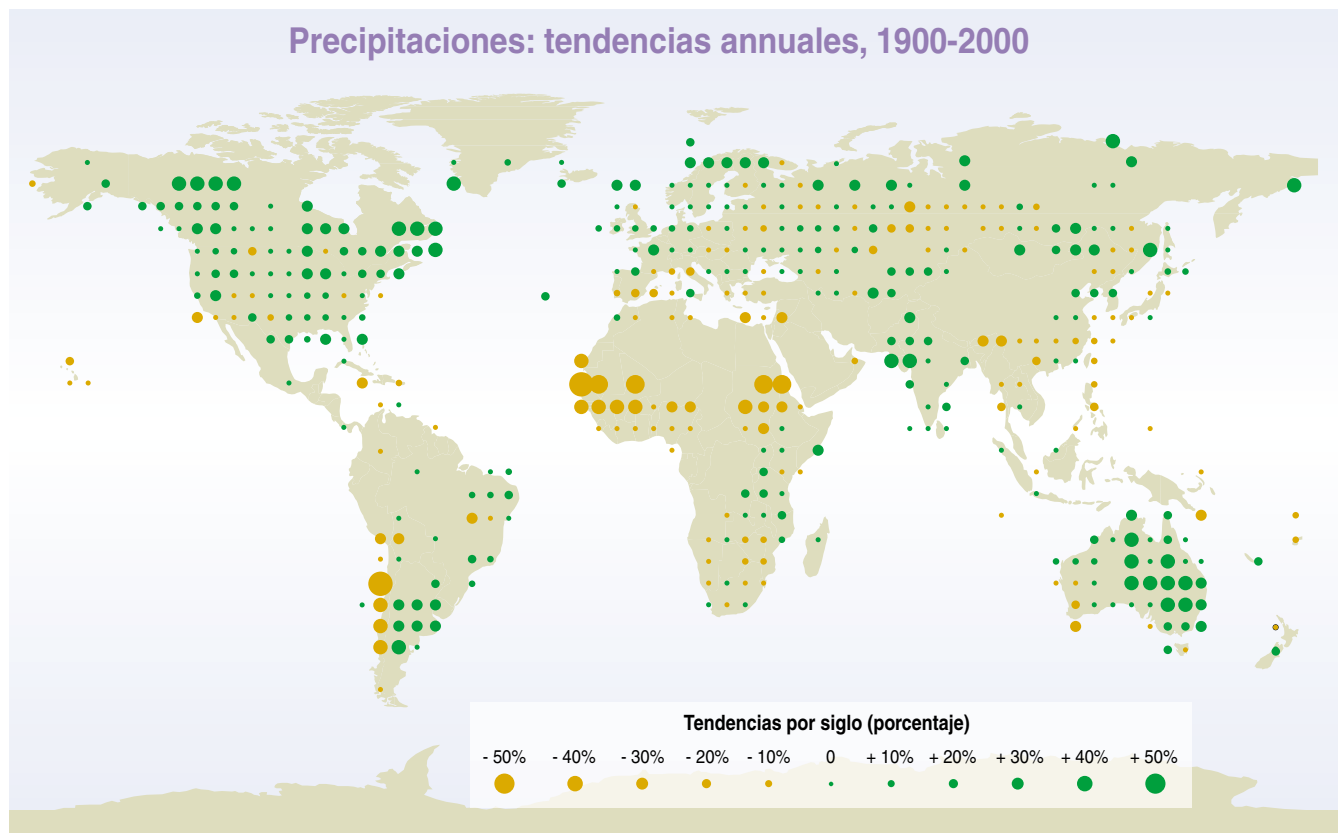 Precipitaciones: tendencias annuales, 1900-2000
Tendencias por siglo (porcentaje)
- 50% - 40% - 30% - 20% - 10% 0 + 10% + 20% + 30% + 40% + 50%